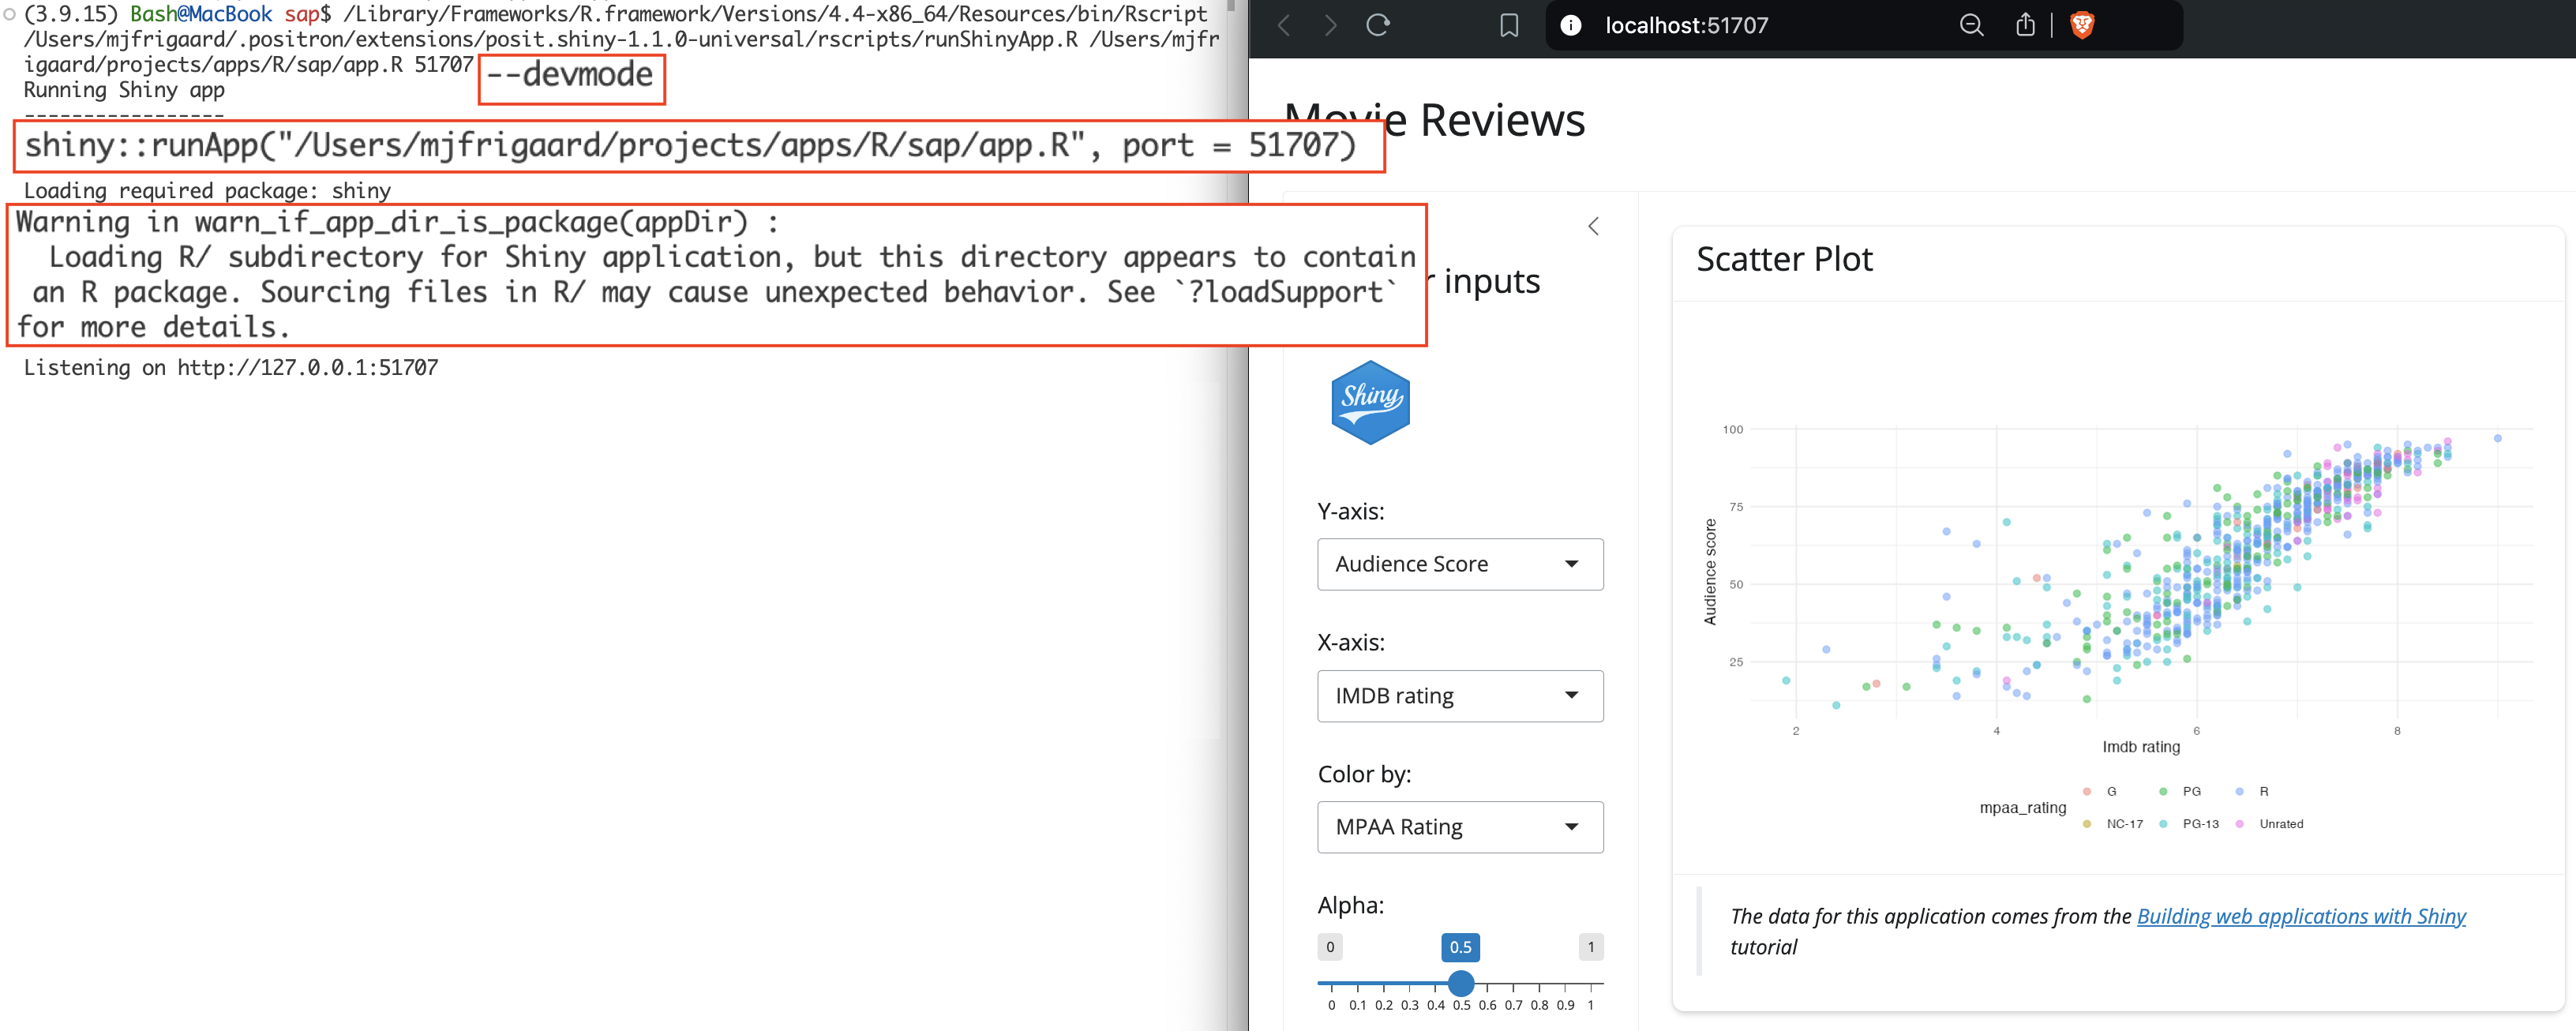 (3.9.15) Bash@MacBook sap$ /Library/Frameworks/R.framework/Versions/4.4-x86_64/Resources/bin/Rscript
/Users/mjfrigaard/.positron/extensions/posit.shiny-1.1.0-universal/rscripts/runShinyApp.R /Users/mjfr
igaard/projects/apps/R/sap/app.R 51707 --devmode
Running Shiny app
-----------------
shiny::runApp("/Users/mjfrigaard/projects/apps/R/sap/app.R", port = 51707)
Loading required package: shiny
Warning in warn_if_app_dir_is_package(appDir) :
Loading R/ subdirectory for Shiny application, but this directory appears to contain
an R package. Sourcing files in R/ may cause unexpected behavior. See `?loadSupport`
for more details.
Listening on http://127.0.0.1:51707
localhost:51707
Movie Reviews
r inputs
Shiny
Y-axis:
Audience Score
X-axis:
IMDB rating
Color by:
MPAA Rating
Alpha:
0 0.5 1
0 0.1 0.2 0.3 0.4 0.5 0.6 0.7 0.8 0.9 1
Scatter Plot
Audience score
100
75
50
25
2 4 6 8
Imdb rating
mpaa_rating
G PG R
NC-17 PG-13 Unrated
The data for this application comes from the Building web applications with Shiny
tutorial